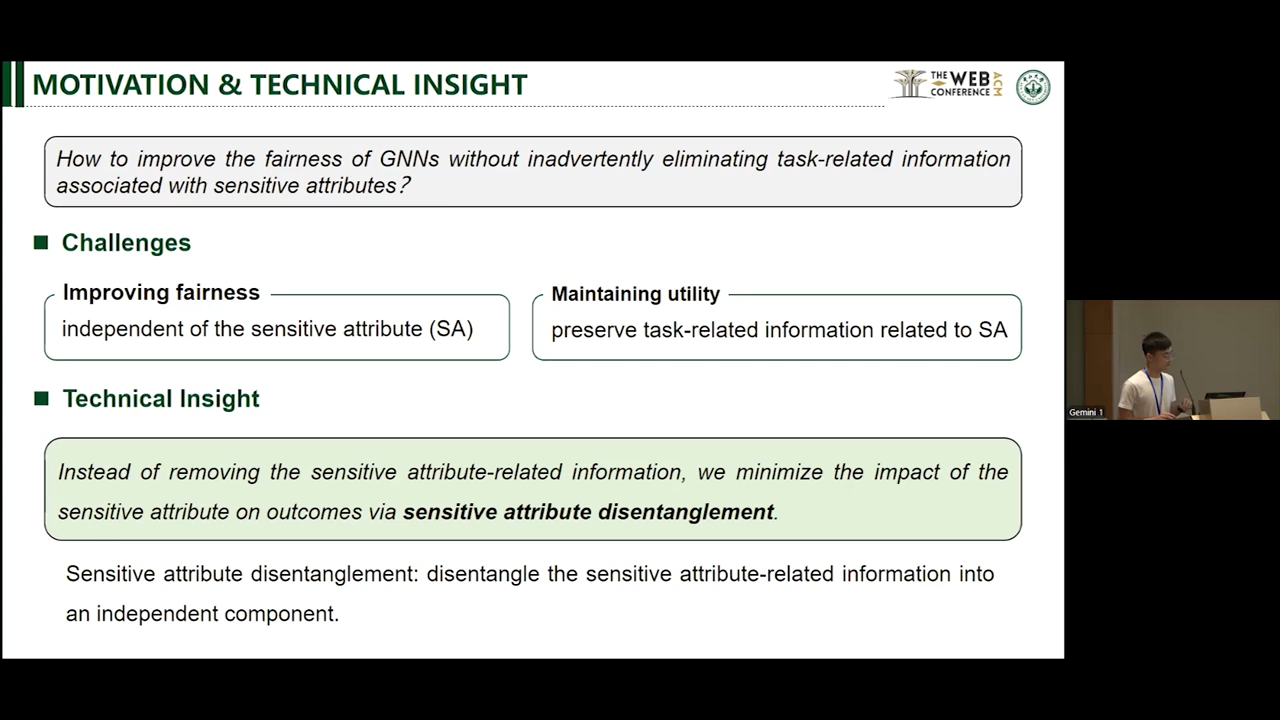 MOTIVATION & TECHNICAL INSIGHT
THE WEB CONFERENCE ACM
How to improve the fairness of GNNs without inadvertently eliminating task-related information
associated with sensitive attributes?
Challenges
Improving fairness
independent of the sensitive attribute (SA)
Maintaining utility
preserve task-related information related to SA
Technical Insight
Instead of removing the sensitive attribute-related information, we minimize the impact of the
sensitive attribute on outcomes via sensitive attribute disentanglement.
Sensitive attribute disentanglement: disentangle the sensitive attribute-related information into
an independent component.
Gemini 1